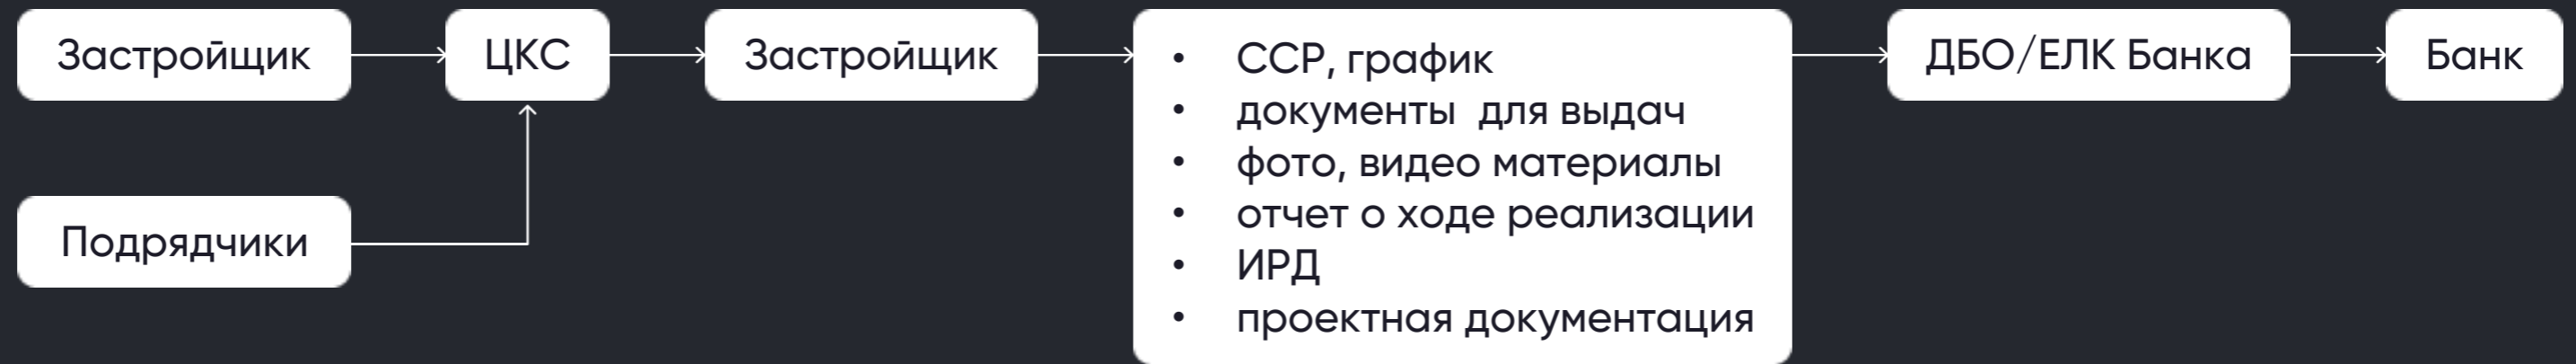 Застройщик
ЦКС
Застройщик
• ССР, график
• документы для выдач
• фото, видео материалы
• отчет о ходе реализации
• ИРД
• проектная документация
ДБО/ЕЛК Банка
Банк
Подрядчики